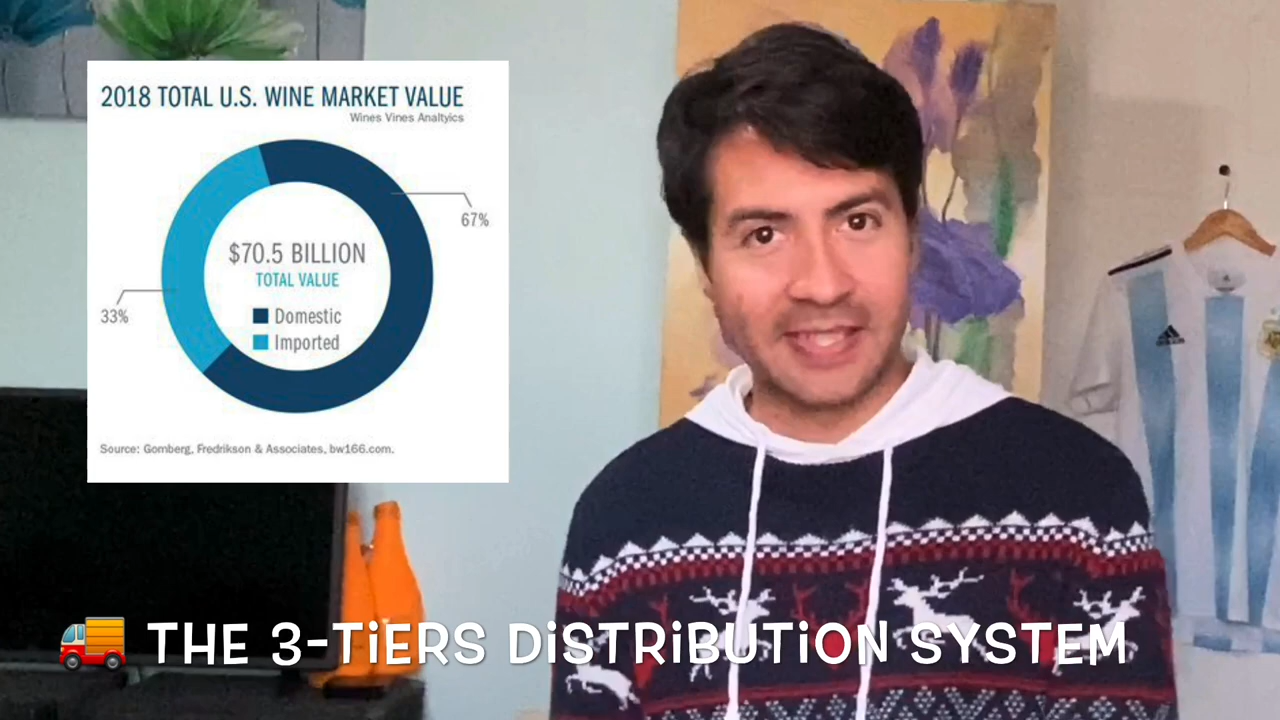 2018 TOTAL U.S. WINE MARKET VALUE
Wines Vines Analtyics
67%
$70.5 BILLION
TOTAL VALUE
33%
Domestic
Imported
Source: Gomberg, Fredrikson & Associates, bw166.com.
THE 3-TiERS DiSTRiBUTiON SYSTEM